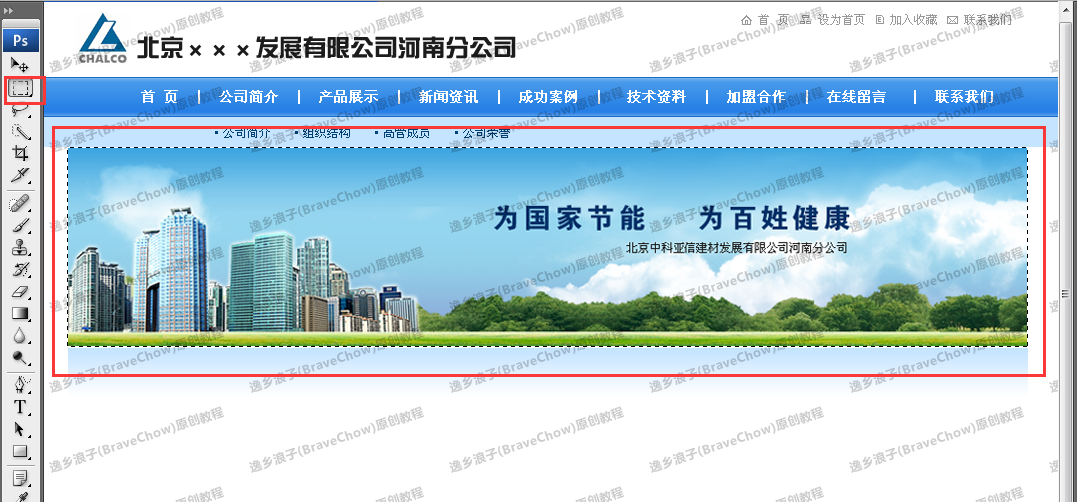 首 页 设为首页 加入收藏 联系我们
Ps
CHALCO
北京×××发展有限公司河南分公司
首 页 | 公司简介 | 产品展示 | 新闻资讯 | 成功案例 | 技术资料 | 加盟合作 | 在线留言 | 联系我们
· 公司简介 · 组织结构 · 高管成员 · 公司荣誉
为国家节能 为百姓健康
北京中科亚信建材发展有限公司河南分公司
T
逸乡浪子(BraveChow)原创教程